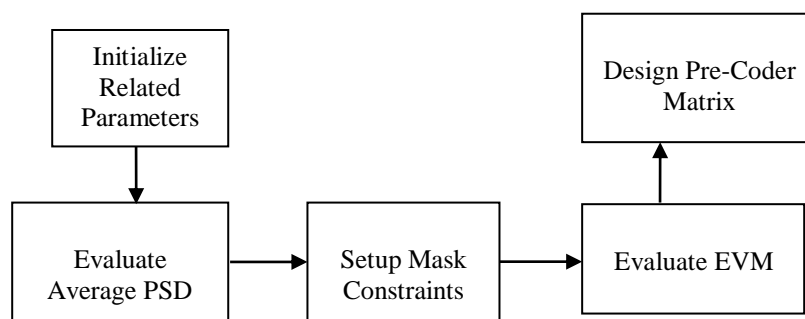 Initialize
Related
Parameters
Design Pre-Coder
Matrix
Evaluate
Average PSD
Setup Mask
Constraints
Evaluate EVM